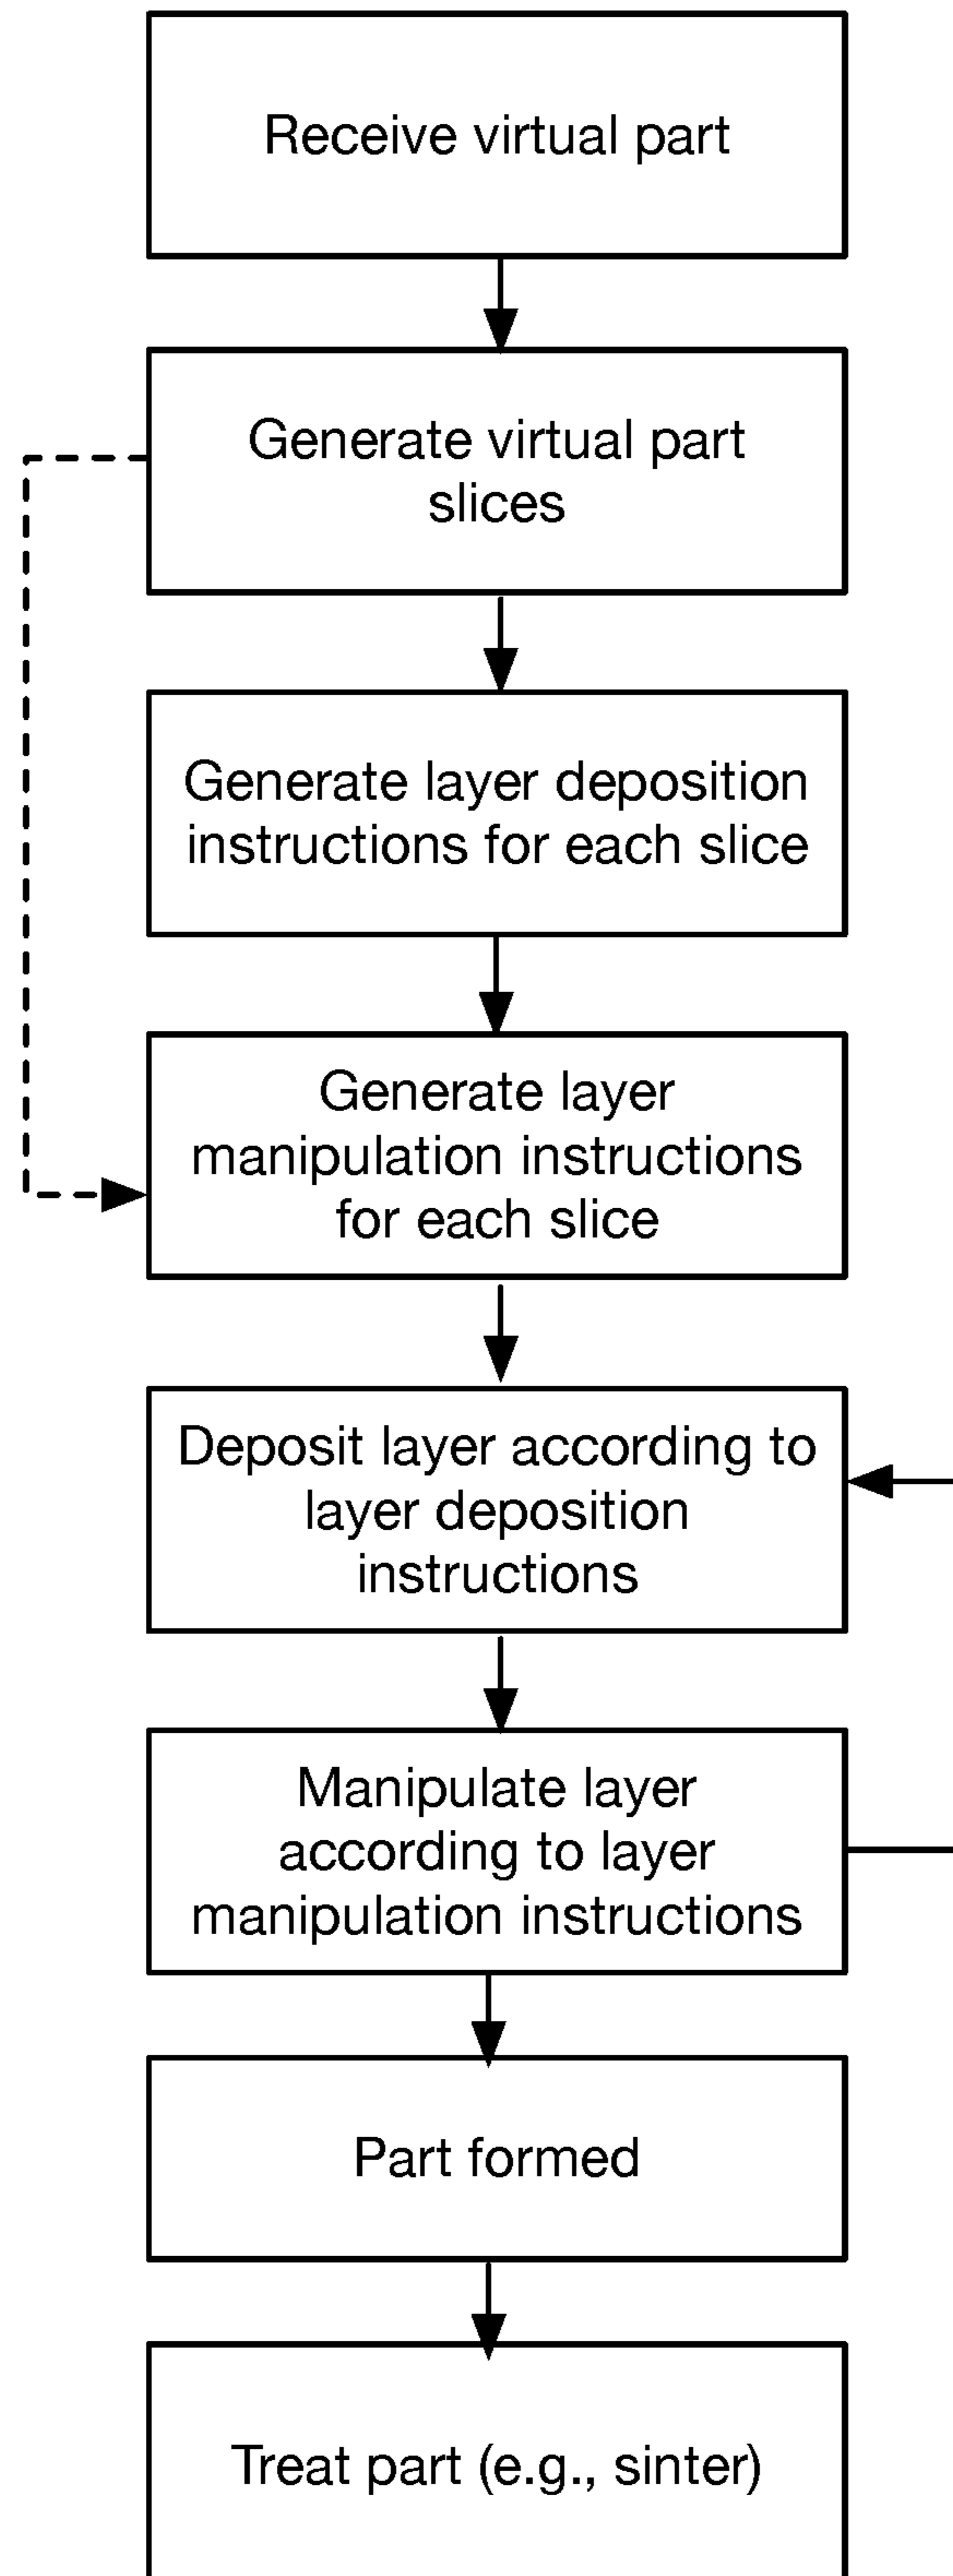 Receive virtual part
Generate virtual part
slices
Generate layer deposition
instructions for each slice
Generate layer
manipulation instructions
for each slice
Deposit layer according to
layer deposition
instructions
Manipulate layer
according to layer
manipulation instructions
Part formed
Treat part (e.g., sinter)